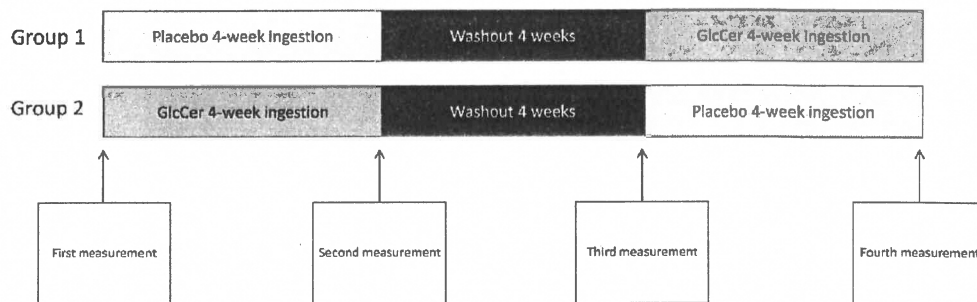 Group 1
Placebo 4-week ingestion
Washout 4 weeks
GlcCer 4-week ingestion
Group 2
GlcCer 4-week ingestion
Washout 4 weeks
Placebo 4-week ingestion
First measurement
Second measurement
Third measurement
Fourth measurement